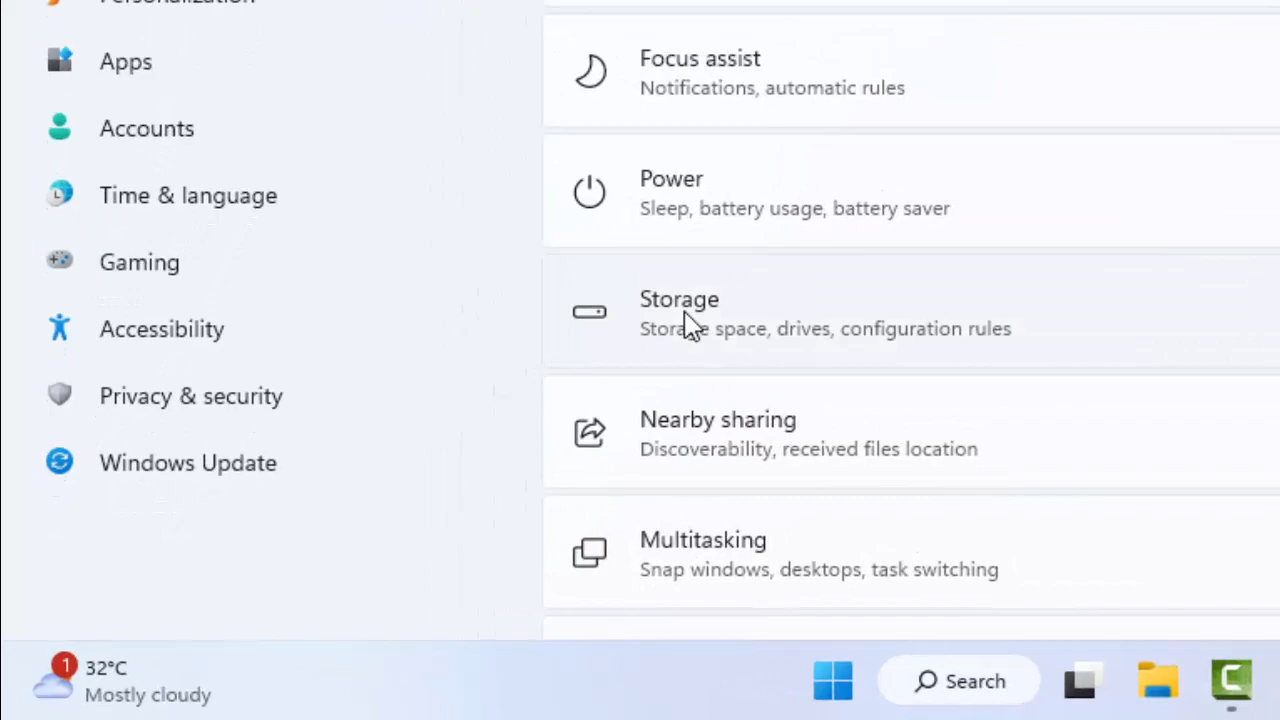 Personalization
Apps
Accounts
Time & language
Gaming
Accessibility
Privacy & security
Windows Update
Focus assist
Notifications, automatic rules
Power
Sleep, battery usage, battery saver
Storage
Storage space, drives, configuration rules
Nearby sharing
Discoverability, received files location
Multitasking
Snap windows, desktops, task switching
1
32°C
Mostly cloudy
Search
C